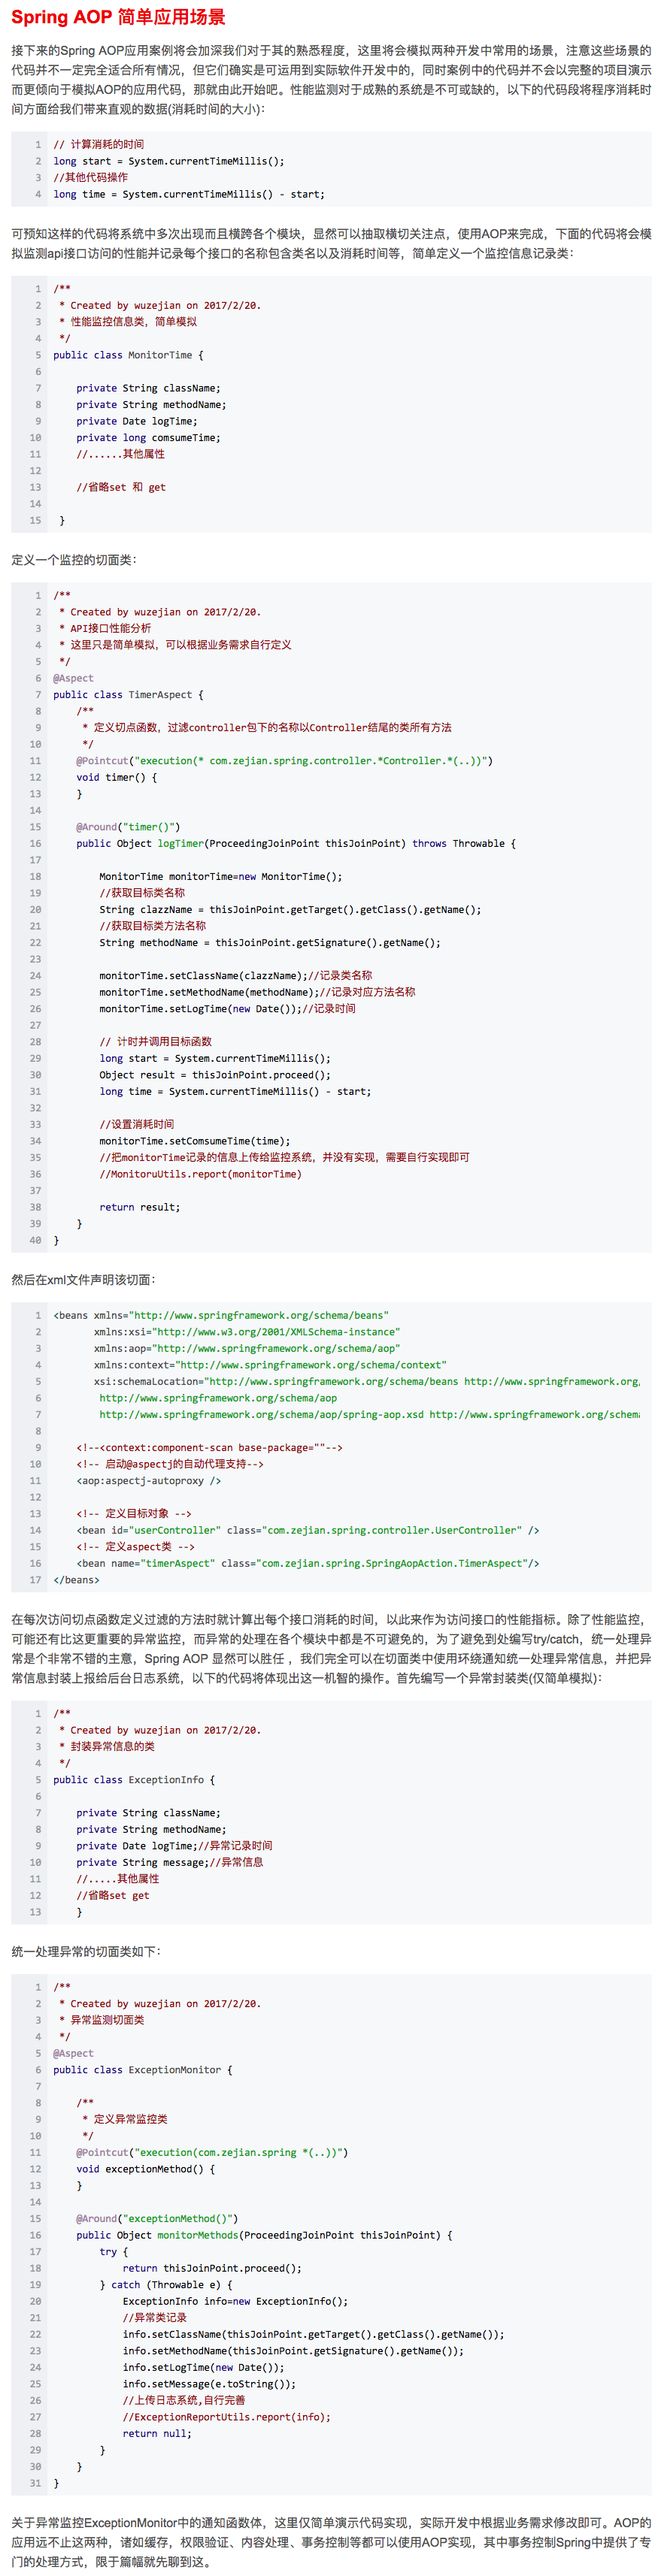 Spring AOP 简单应用场景
接下来的Spring AOP应用案例将会加深我们对于其的熟悉程度，这里将会模拟两种开发中常用的场景，注意这些场景的
代码并不一定完全适合所有情况，但它们确实是可运用到实际软件开发中的，同时案例中的代码并不会以完整的项目演示
而更倾向于模拟AOP的应用代码，那就由此开始吧。性能监测对于成熟的系统是不可或缺的，以下的代码段将程序消耗时
间方面给我们带来直观的数据(消耗时间的大小)：
1 // 计算消耗的时间
2 long start = System.currentTimeMillis();
3 //其他代码操作
4 long time = System.currentTimeMillis() - start;
可预知这样的代码将系统中多次出现而且横跨各个模块，显然可以抽取横切关注点，使用AOP来完成，下面的代码将会模
拟监测api接口访问的性能并记录每个接口的名称包含类名以及消耗时间等，简单定义一个监控信息记录类：
1 /**
2  * Created by wuzejian on 2017/2/20.
3  * 性能监控信息类，简单模拟
4  */
5 public class MonitorTime {
6
7     private String className;
8     private String methodName;
9     private Date logTime;
10     private long comsumeTime;
11     //......其他属性
12
13     //省略set 和 get
14
15  }
定义一个监控的切面类：
1 /**
2  * Created by wuzejian on 2017/2/20.
3  * API接口性能分析
4  * 这里只是简单模拟，可以根据业务需求自行定义
5  */
6 @Aspect
7 public class TimerAspect {
8     /**
9      * 定义切点函数，过滤controller包下的名称以Controller结尾的类所有方法
10      */
11     @Pointcut("execution(* com.zejian.spring.controller.*Controller.*(..))")
12     void timer() {
13     }
14
15     @Around("timer()")
16     public Object logTimer(ProceedingJoinPoint thisJoinPoint) throws Throwable {
17
18         MonitorTime monitorTime=new MonitorTime();
19         //获取目标类名称
20         String clazzName = thisJoinPoint.getTarget().getClass().getName();
21         //获取目标类方法名称
22         String methodName = thisJoinPoint.getSignature().getName();
23
24         monitorTime.setClassName(clazzName);//记录类名称
25         monitorTime.setMethodName(methodName);//记录对应方法名称
26         monitorTime.setLogTime(new Date());//记录时间
27
28         // 计时并调用目标函数
29         long start = System.currentTimeMillis();
30         Object result = thisJoinPoint.proceed();
31         long time = System.currentTimeMillis() - start;
32
33         //设置消耗时间
34         monitorTime.setComsumeTime(time);
35         //把monitorTime记录的信息上传给监控系统，并没有实现，需要自行实现即可
36         //MonitoruUtils.report(monitorTime)
37
38         return result;
39     }
40 }
然后在xml文件声明该切面：
1 <beans xmlns="http://www.springframework.org/schema/beans"
2        xmlns:xsi="http://www.w3.org/2001/XMLSchema-instance"
3        xmlns:aop="http://www.springframework.org/schema/aop"
4        xmlns:context="http://www.springframework.org/schema/context"
5        xsi:schemaLocation="http://www.springframework.org/schema/beans http://www.springframework.org,
6         http://www.springframework.org/schema/aop
7         http://www.springframework.org/schema/aop/spring-aop.xsd http://www.springframework.org/schema
8
9     <!--<context:component-scan base-package=""-->
10     <!-- 启动@aspectj的自动代理支持-->
11     <aop:aspectj-autoproxy />
12
13     <!-- 定义目标对象 -->
14     <bean id="userController" class="com.zejian.spring.controller.UserController" />
15     <!-- 定义aspect类 -->
16     <bean name="timerAspect" class="com.zejian.spring.SpringAopAction.TimerAspect"/>
17 </beans>
在每次访问切点函数定义过滤的方法时就计算出每个接口消耗的时间，以此来作为访问接口的性能指标。除了性能监控，
可能还有比这更重要的异常监控，而异常的处理在各个模块中都是不可避免的，为了避免到处编写try/catch，统一处理异
常是个非常不错的主意，Spring AOP 显然可以胜任，我们完全可以在切面类中使用环绕通知统一处理异常信息，并把异
常信息封装上报给后台日志系统，以下的代码将体现出这一机智的操作。首先编写一个异常封装类(仅简单模拟)：
1 /**
2  * Created by wuzejian on 2017/2/20.
3  * 封装异常信息的类
4  */
5 public class ExceptionInfo {
6
7     private String className;
8     private String methodName;
9     private Date logTime;//异常记录时间
10     private String message;//异常信息
11     //.....其他属性
12     //省略set get
13     }
统一处理异常的切面类如下：
1 /**
2  * Created by wuzejian on 2017/2/20.
3  * 异常监测切面类
4  */
5 @Aspect
6 public class ExceptionMonitor {
7
8     /**
9      * 定义异常监控类
10      */
11     @Pointcut("execution(com.zejian.spring *(..))")
12     void exceptionMethod() {
13     }
14
15     @Around("exceptionMethod()")
16     public Object monitorMethods(ProceedingJoinPoint thisJoinPoint) {
17         try {
18             return thisJoinPoint.proceed();
19         } catch (Throwable e) {
20             ExceptionInfo info=new ExceptionInfo();
21             //异常类记录
22             info.setClassName(thisJoinPoint.getTarget().getClass().getName());
23             info.setMethodName(thisJoinPoint.getSignature().getName());
24             info.setLogTime(new Date());
25             info.setMessage(e.toString());
26             //上传日志系统,自行完善
27             //ExceptionReportUtils.report(info);
28             return null;
29         }
30     }
31 }
关于异常监控ExceptionMonitor中的通知函数体，这里仅简单演示代码实现，实际开发中根据业务需求修改即可。AOP的
应用远不止这两种，诸如缓存，权限验证、内容处理、事务控制等都可以使用AOP实现，其中事务控制Spring中提供了专
门的处理方式，限于篇幅就先聊到这。